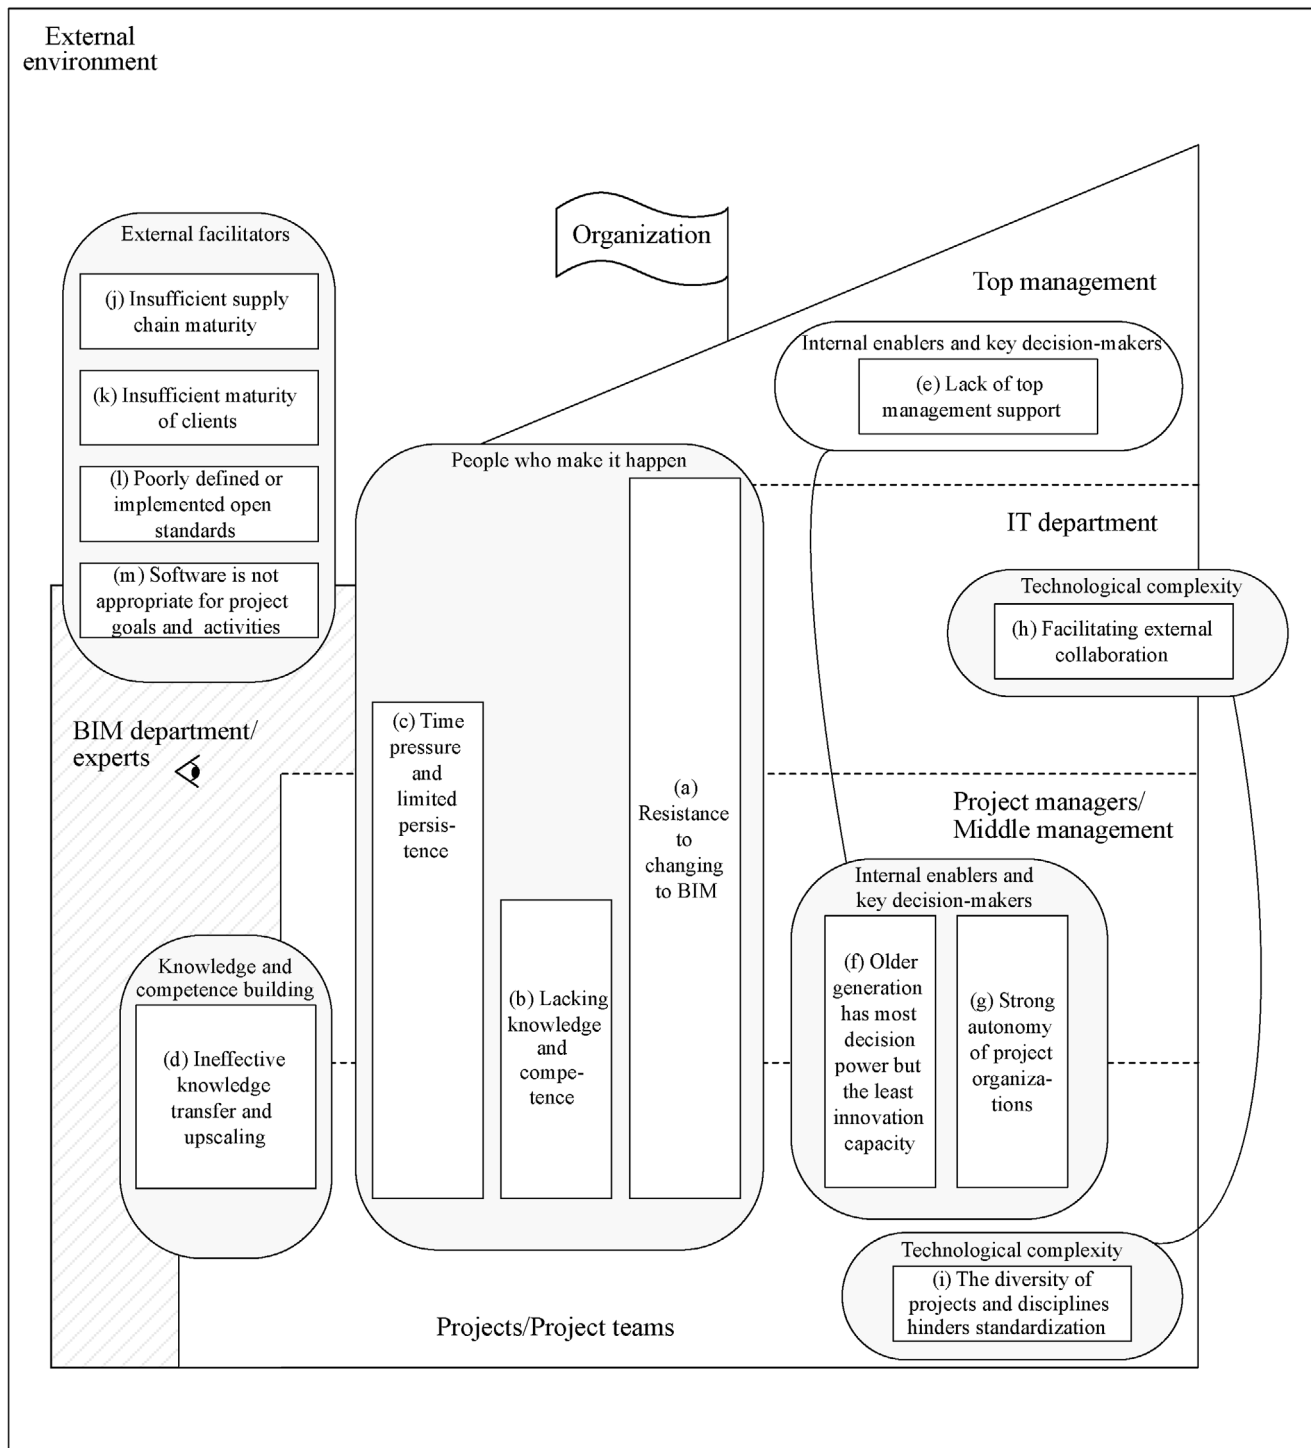 External
environment
Organization
Top management
External facilitators
(j) Insufficient supply
chain maturity
(k) Insufficient maturity
of clients
(l) Poorly defined or
implemented open
standards
(m) Software is not
appropriate for project
goals and activities
Internal enablers and key decision-makers
(e) Lack of top
management support
People who make it happen
IT department
Technological complexity
(h) Facilitating external
collaboration
BIM department/
experts
(c) Time
pressure and
limited
persis-
tence
(a)
Resistance
to
changing
to BIM
(b) Lacking
knowledge
and
compe-
tence
Project managers/
Middle management
Internal enablers and
key decision-makers
(f) Older
generation
has most
decision
power but
the least
innovation
capacity
(g) Strong
autonomy
of project
organiza-
tions
Knowledge and
competence building
(d) Ineffective
knowledge
transfer and
upscaling
Technological complexity
(i) The diversity of
projects and disciplines
hinders standardization
Projects/Project teams